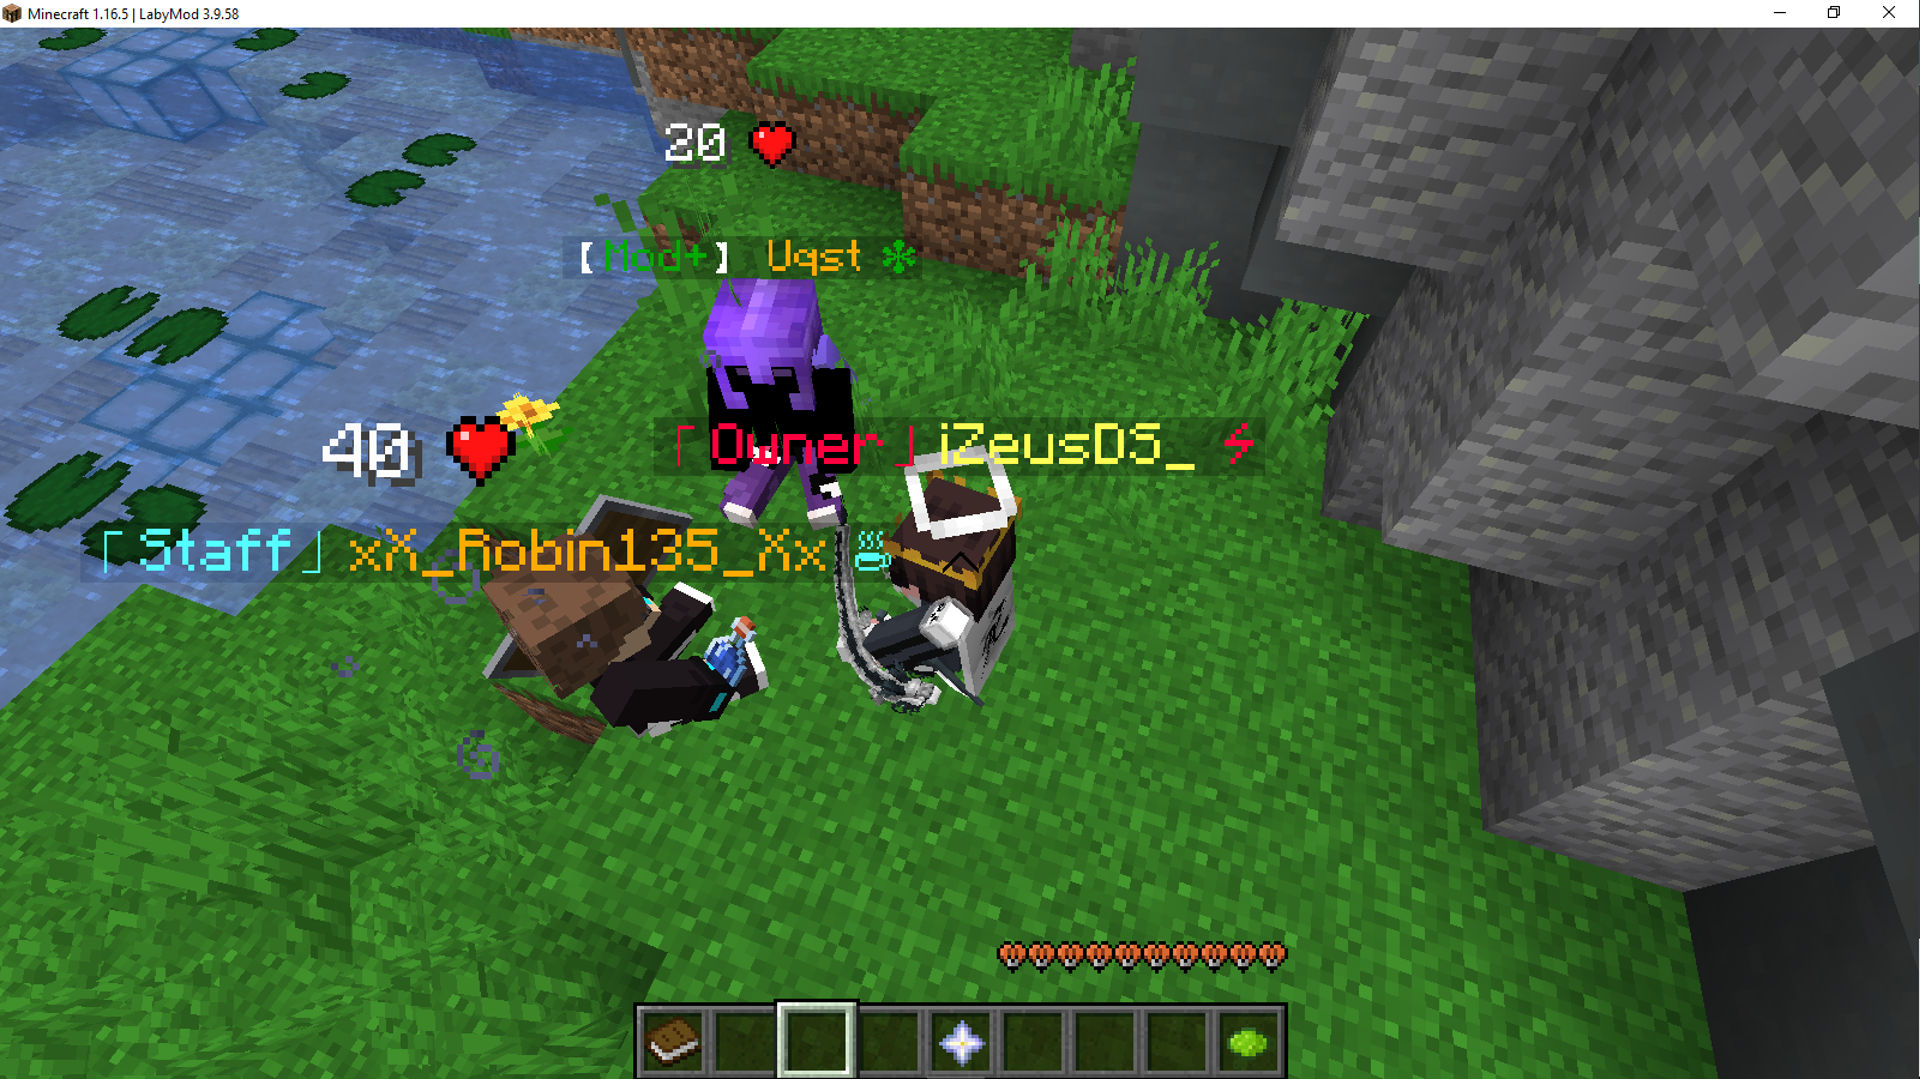 Minecraft 1.16.5 | LabyMod 3.9.58
20
[Mod+] Uqst
「Owner」iZeusDS_
40
「Staff」xX_Robin135_Xx